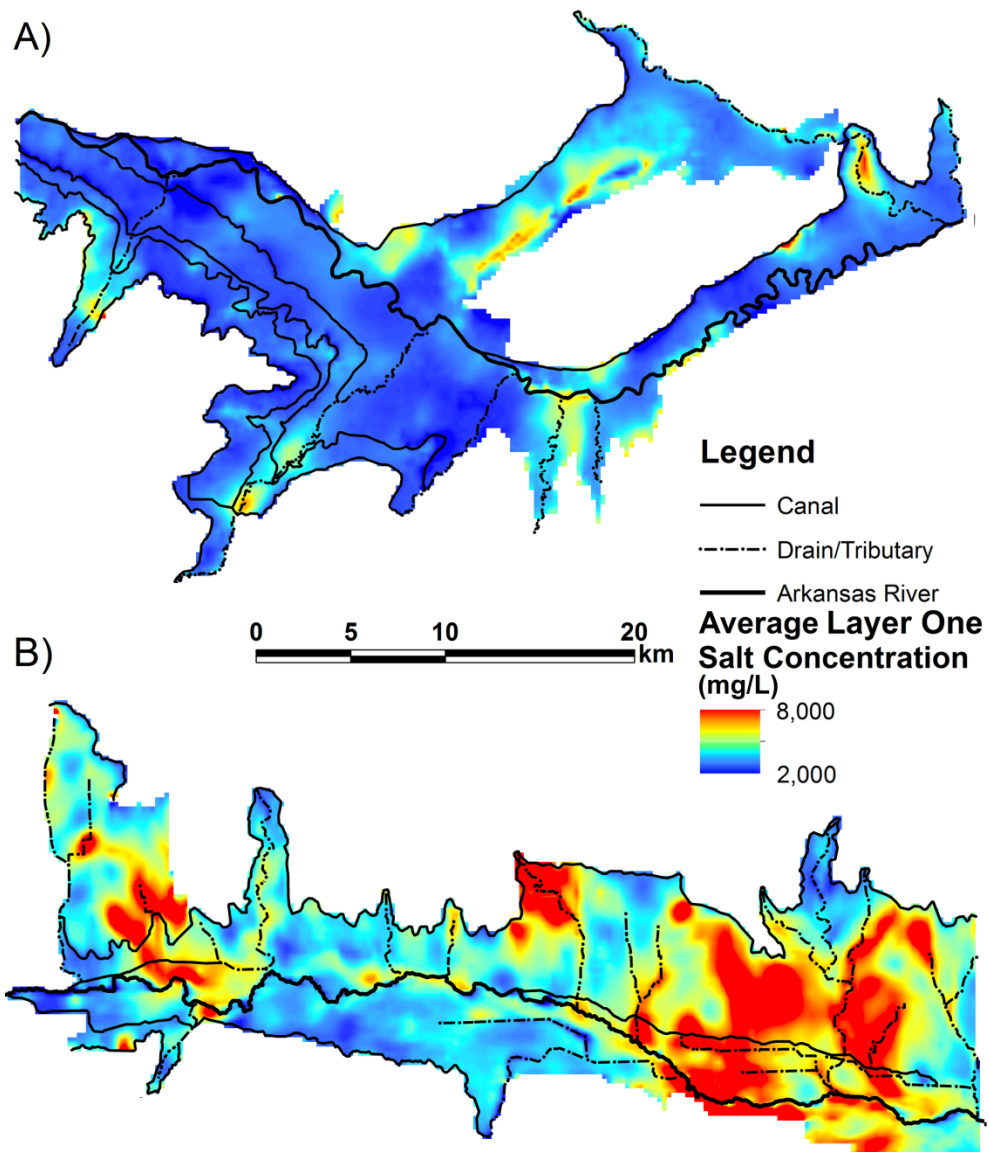 A)
Legend
Canal
Drain/Tributary
Arkansas River
B)
0 5 10 20
km
Average Layer One
Salt Concentration
(mg/L)
8,000
2,000